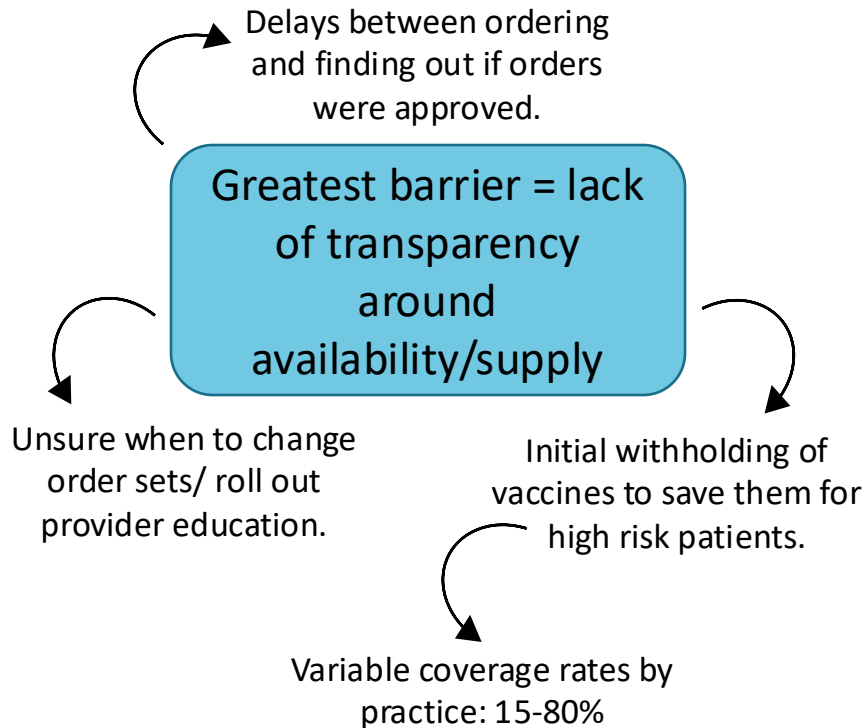 Delays between ordering
and finding out if orders
were approved.
Greatest barrier = lack
of transparency
around
availability/supply
Unsure when to change
order sets/ roll out
provider education.
Initial withholding of
vaccines to save them for
high risk patients.
Variable coverage rates by
practice: 15-80%